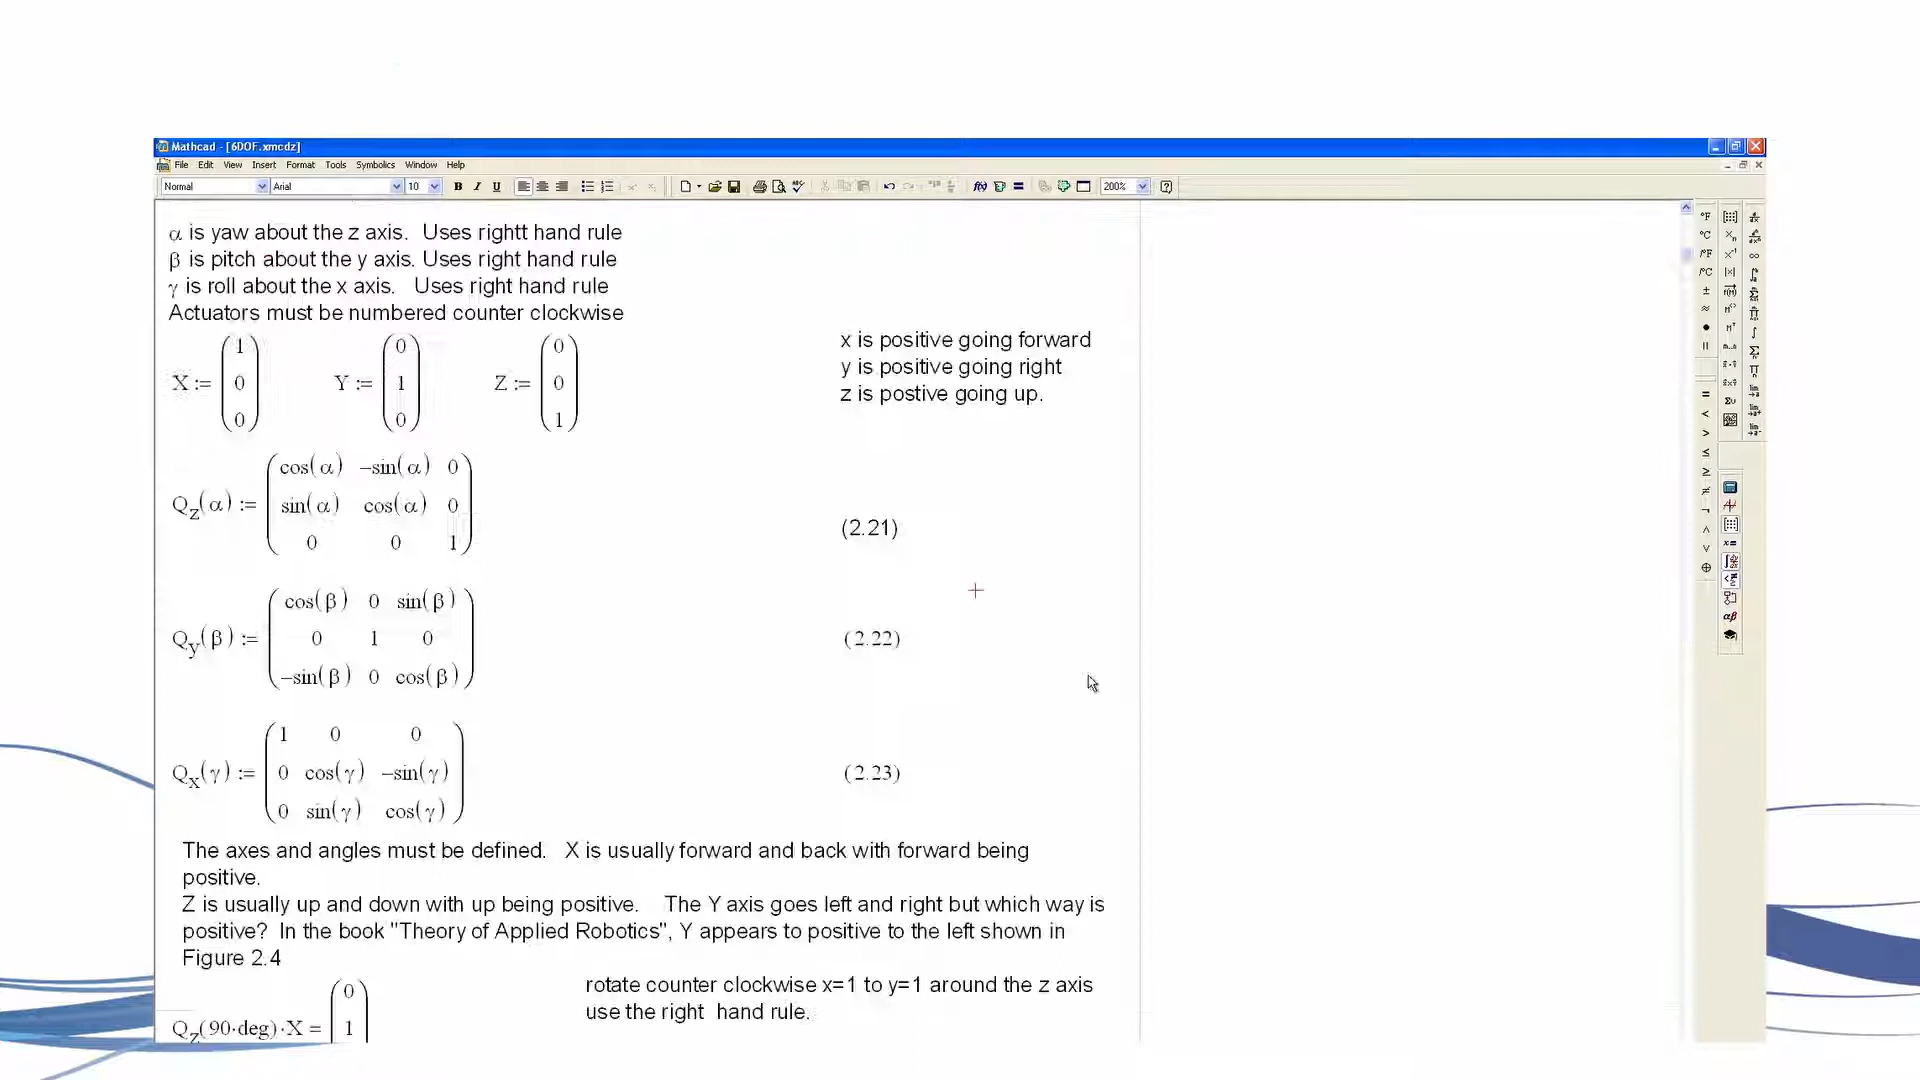 Mathcad - [6DOF.xmcdz]
File Edit View Insert Format Tools Symbolics Window Help
Normal Arial 10 B I U 200%
α is yaw about the z axis. Uses rightt hand rule
β is pitch about the y axis. Uses right hand rule
γ is roll about the x axis. Uses right hand rule
Actuators must be numbered counter clockwise
x is positive going forward
y is positive going right
z is postive going up.
1 0 0
X := 0 Y := 1 Z := 0
0 0 1
cos(α) −sin(α) 0
Qz(α) := sin(α) cos(α) 0
0 0 1
(2.21)
cos(β) 0 sin(β)
Qy(β) := 0 1 0 (2.22)
−sin(β) 0 cos(β)
1 0 0
Qx(γ) := 0 cos(γ) −sin(γ) (2.23)
0 sin(γ) cos(γ)
The axes and angles must be defined. X is usually forward and back with forward being
positive.
Z is usually up and down with up being positive. The Y axis goes left and right but which way is
positive? In the book "Theory of Applied Robotics", Y appears to positive to the left shown in
Figure 2.4
rotate counter clockwise x=1 to y=1 around the z axis
use the right hand rule.
0
Qz(90·deg)·X = 1